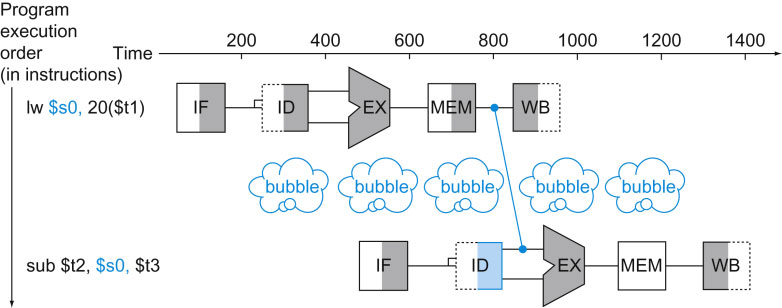 Program
execution
order
(in instructions)
Time
200 400 600 800 1000 1200 1400
lw $s0, 20($t1)
IF ID EX MEM WB
bubble bubble bubble bubble bubble
sub $t2, $s0, $t3
IF ID EX MEM WB